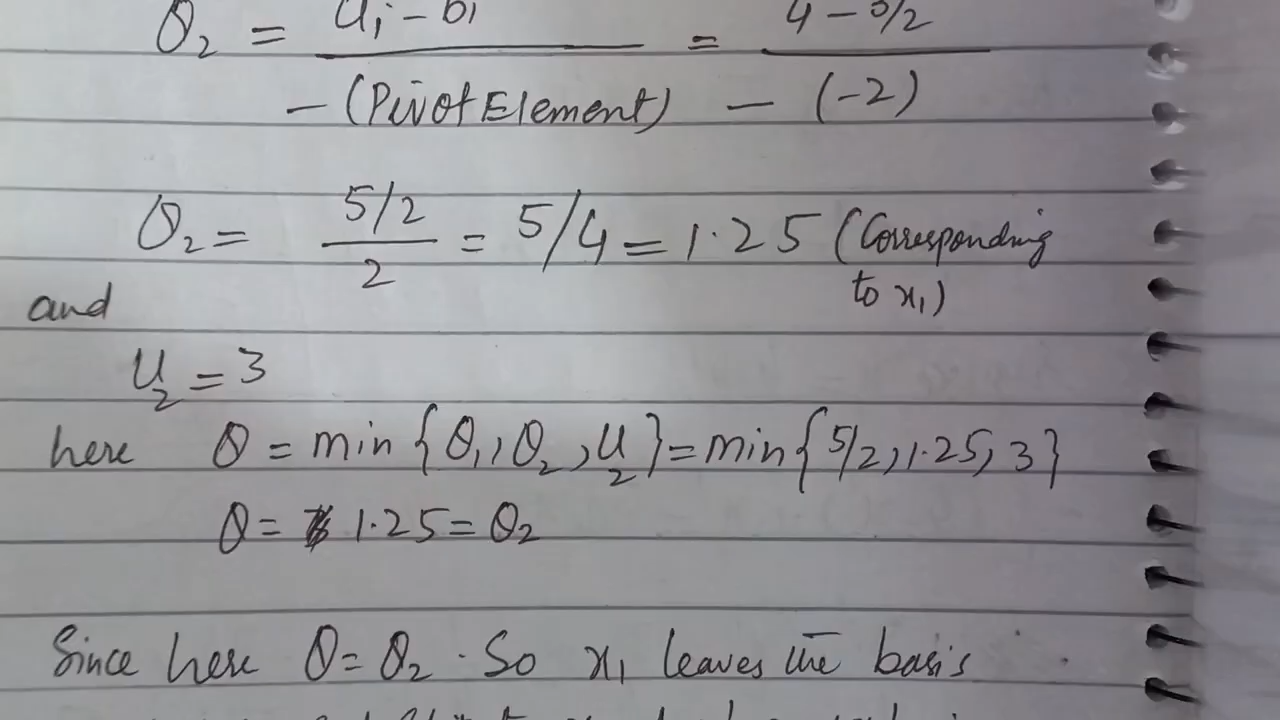 θ₂ = uᵢ - bᵢ / - (Pivot Element) = 4 - 3/2 / - (-2)
θ₂ = 5/2 / 2 = 5/4 = 1.25 (Corresponding to x₁)
and
u₂ = 3
here θ = min {θ₁, θ₂, u₂} = min {5/2, 1.25, 3}
θ = 1.25 = θ₂
Since here θ = θ₂. So x₁ leaves the basis